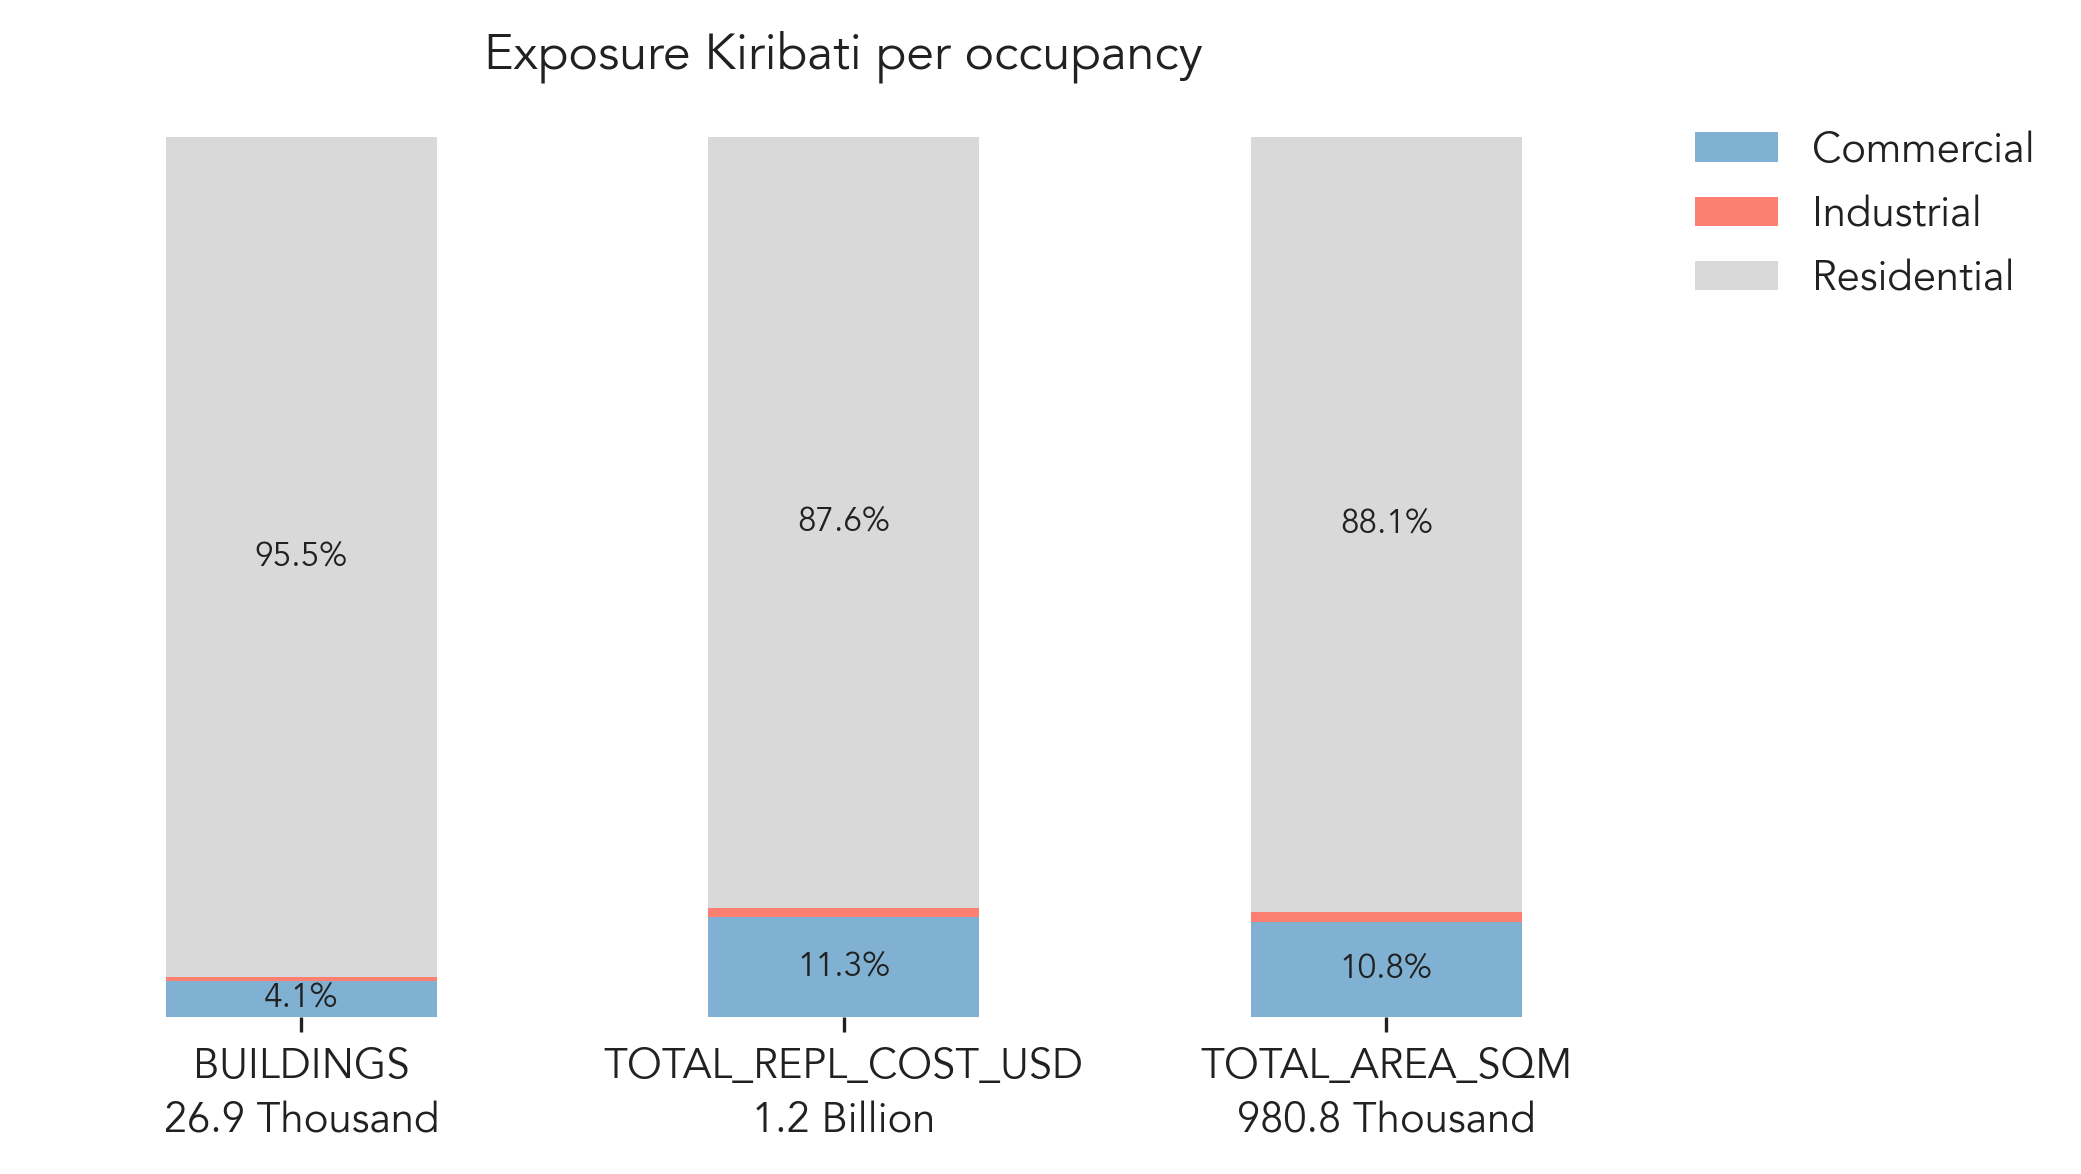 Exposure Kiribati per occupancy
Commercial
Industrial
Residential
95.5%
87.6%
88.1%
4.1%
11.3%
10.8%
BUILDINGS
26.9 Thousand
TOTAL_REPL_COST_USD
1.2 Billion
TOTAL_AREA_SQM
980.8 Thousand